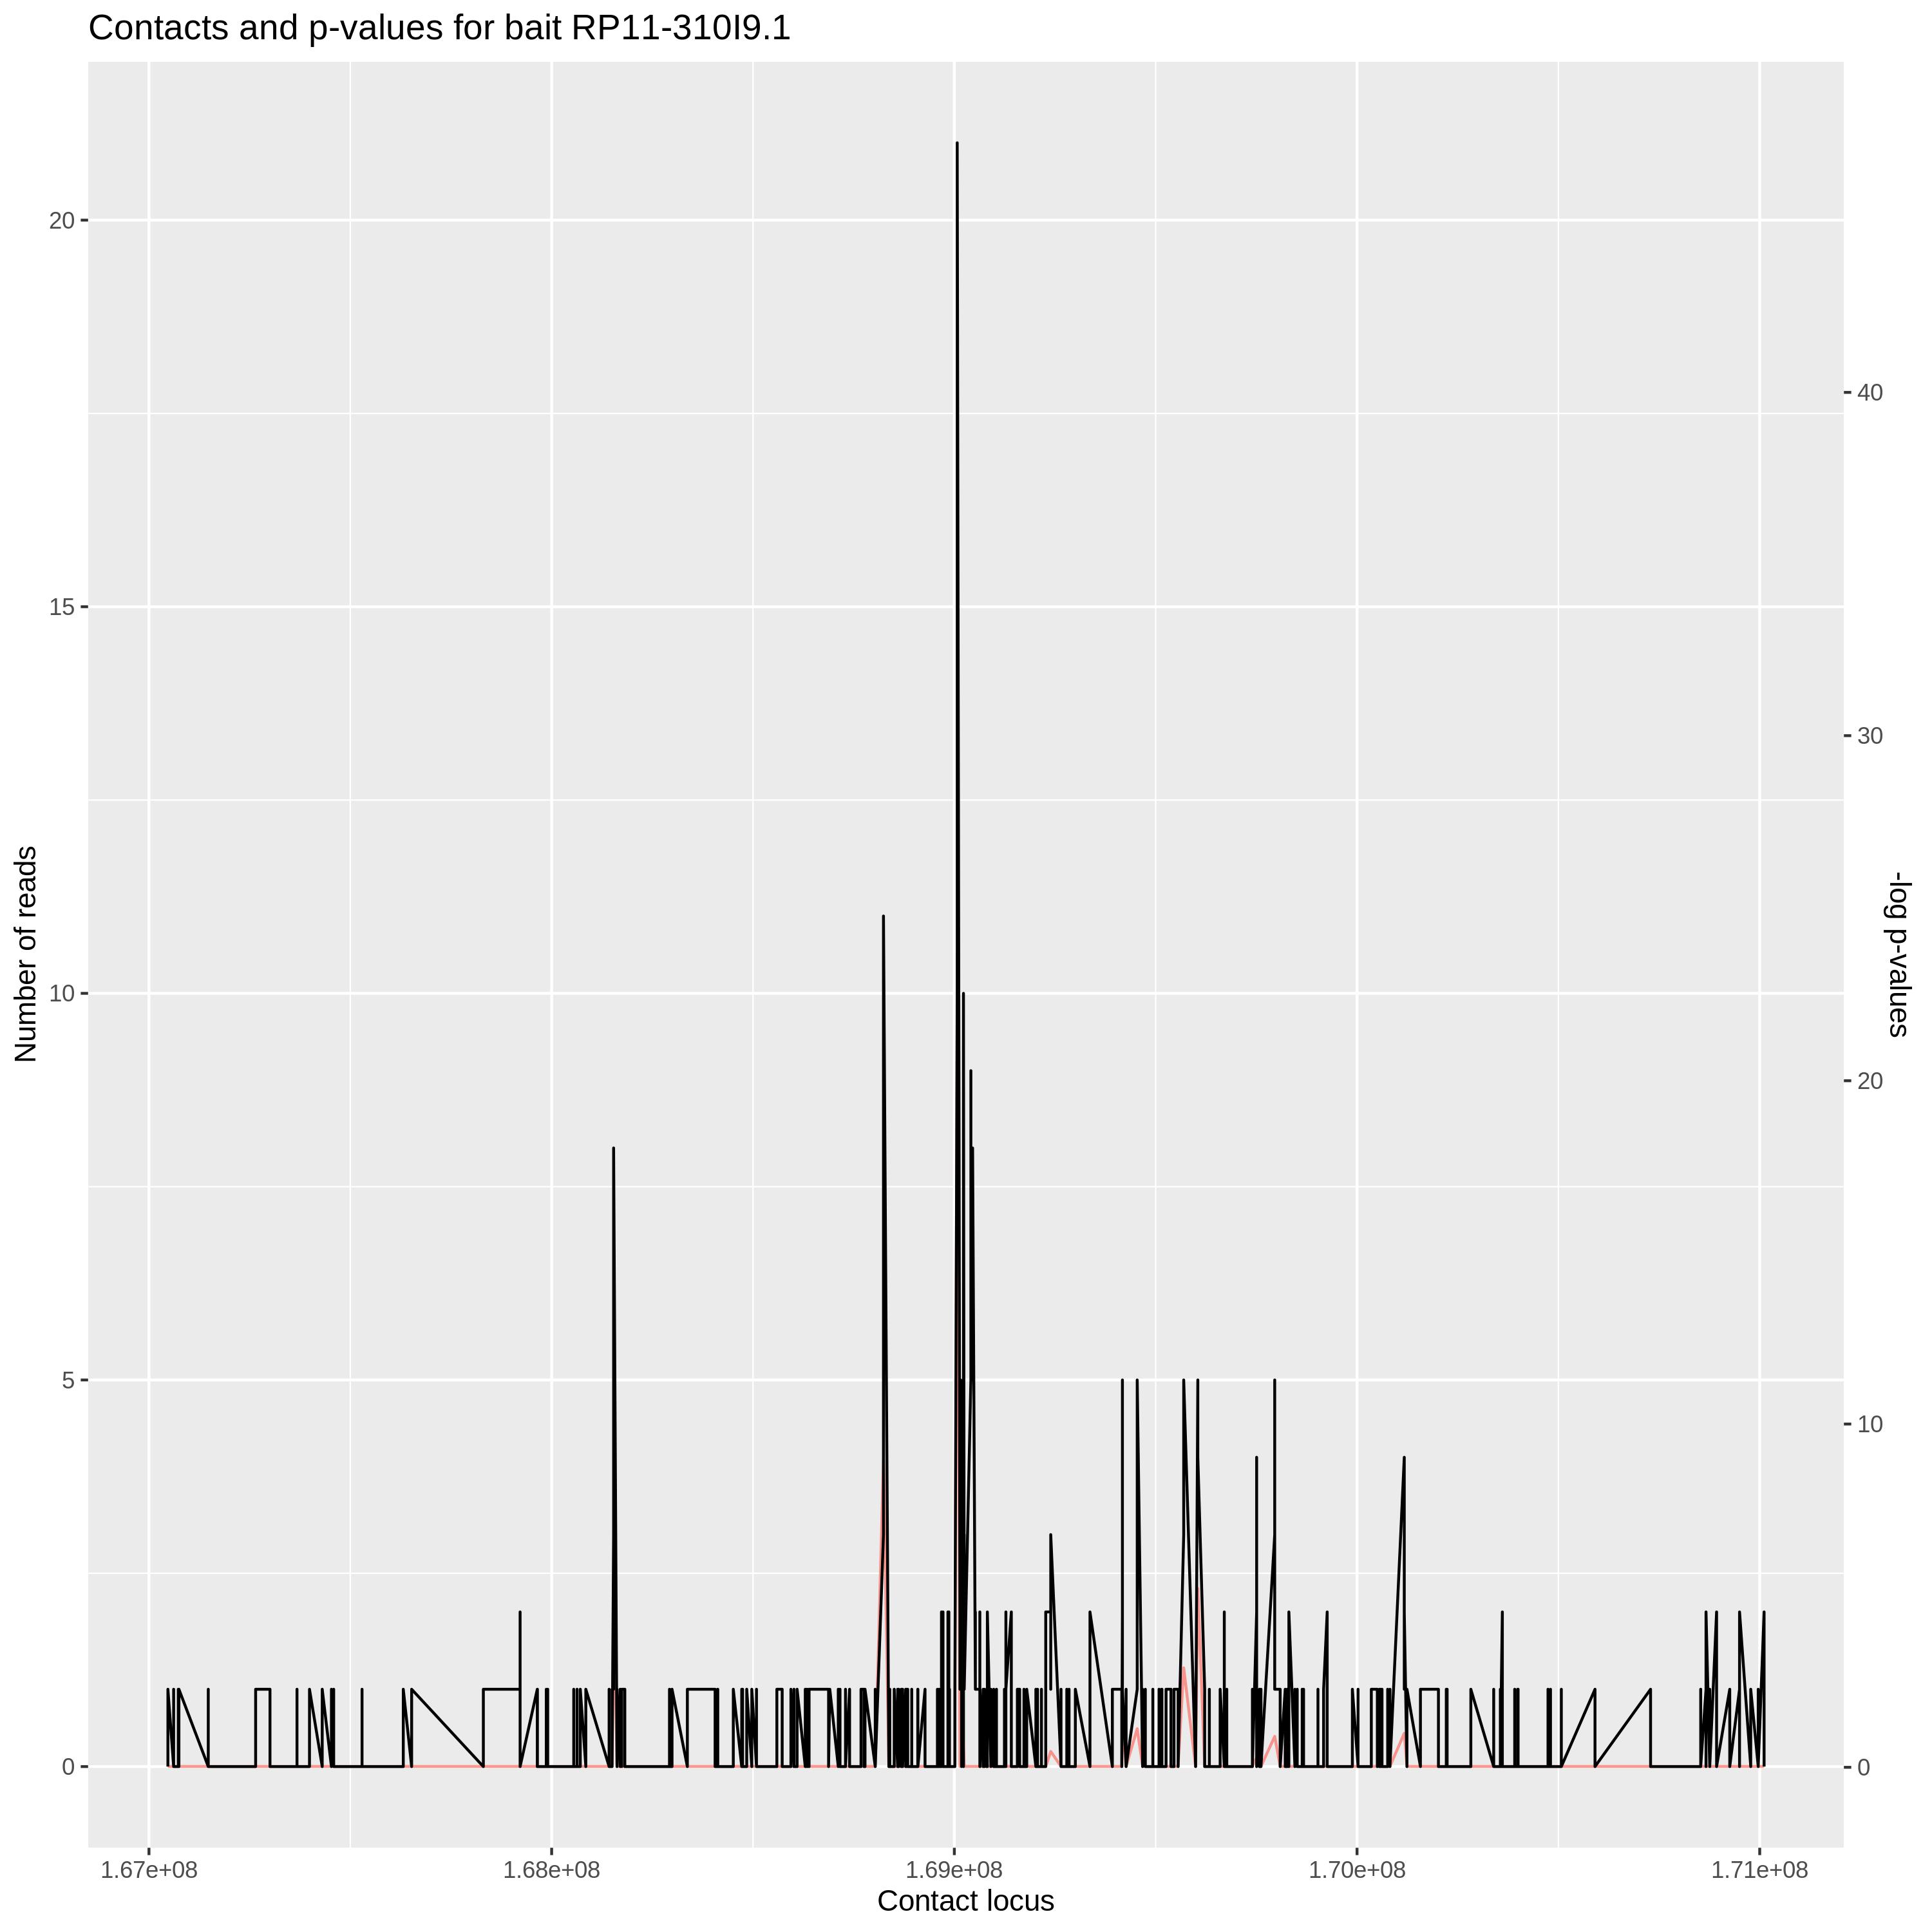 Contacts and p-values for bait RP11-310I9.1
20
15
10
5
0
Number of reads
40
30
20
10
0
-log p-values
1.67e+08 1.68e+08 1.69e+08 1.70e+08 1.71e+08
Contact locus